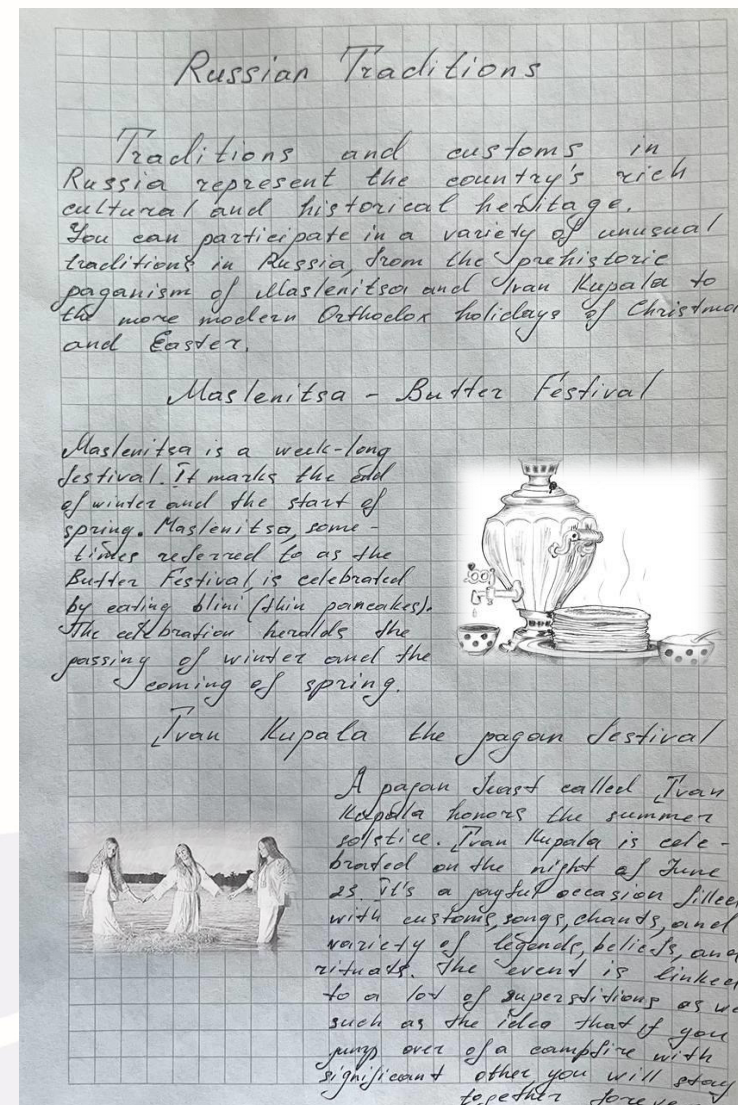 Russian Traditions
Traditions and customs in
Russia represent the country's rich
cultural and historical heritage.
You can participate in a variety of unusual
traditions in Russia, from the prehistoric
paganism of Maslenitsa and Ivan Kupala to
the more modern Orthodox holidays of Christma
and Easter.
Maslenitsa - Butter Festival
Maslenitsa is a week-long
festival. It marks the end
of winter and the start of
spring. Maslenitsa, some-
times referred to as the
Butter Festival, is celebrated
by eating blini (thin pancakes).
The celebration heralds the
passing of winter and the
coming of spring.
Ivan Kupala the pagan festival
A pagan feast called Ivan
Kupala honors the summer
solstice. Ivan Kupala is cele-
brated on the night of June
23 It's a joyful occasion filled
with customs, songs, chants, and
variety of legends, beliefs, and
rituals. The event is linked
to a lot of superstitions as we
such as the idea that if you
jump over of a campfire with
significant other you will stay
together foreve